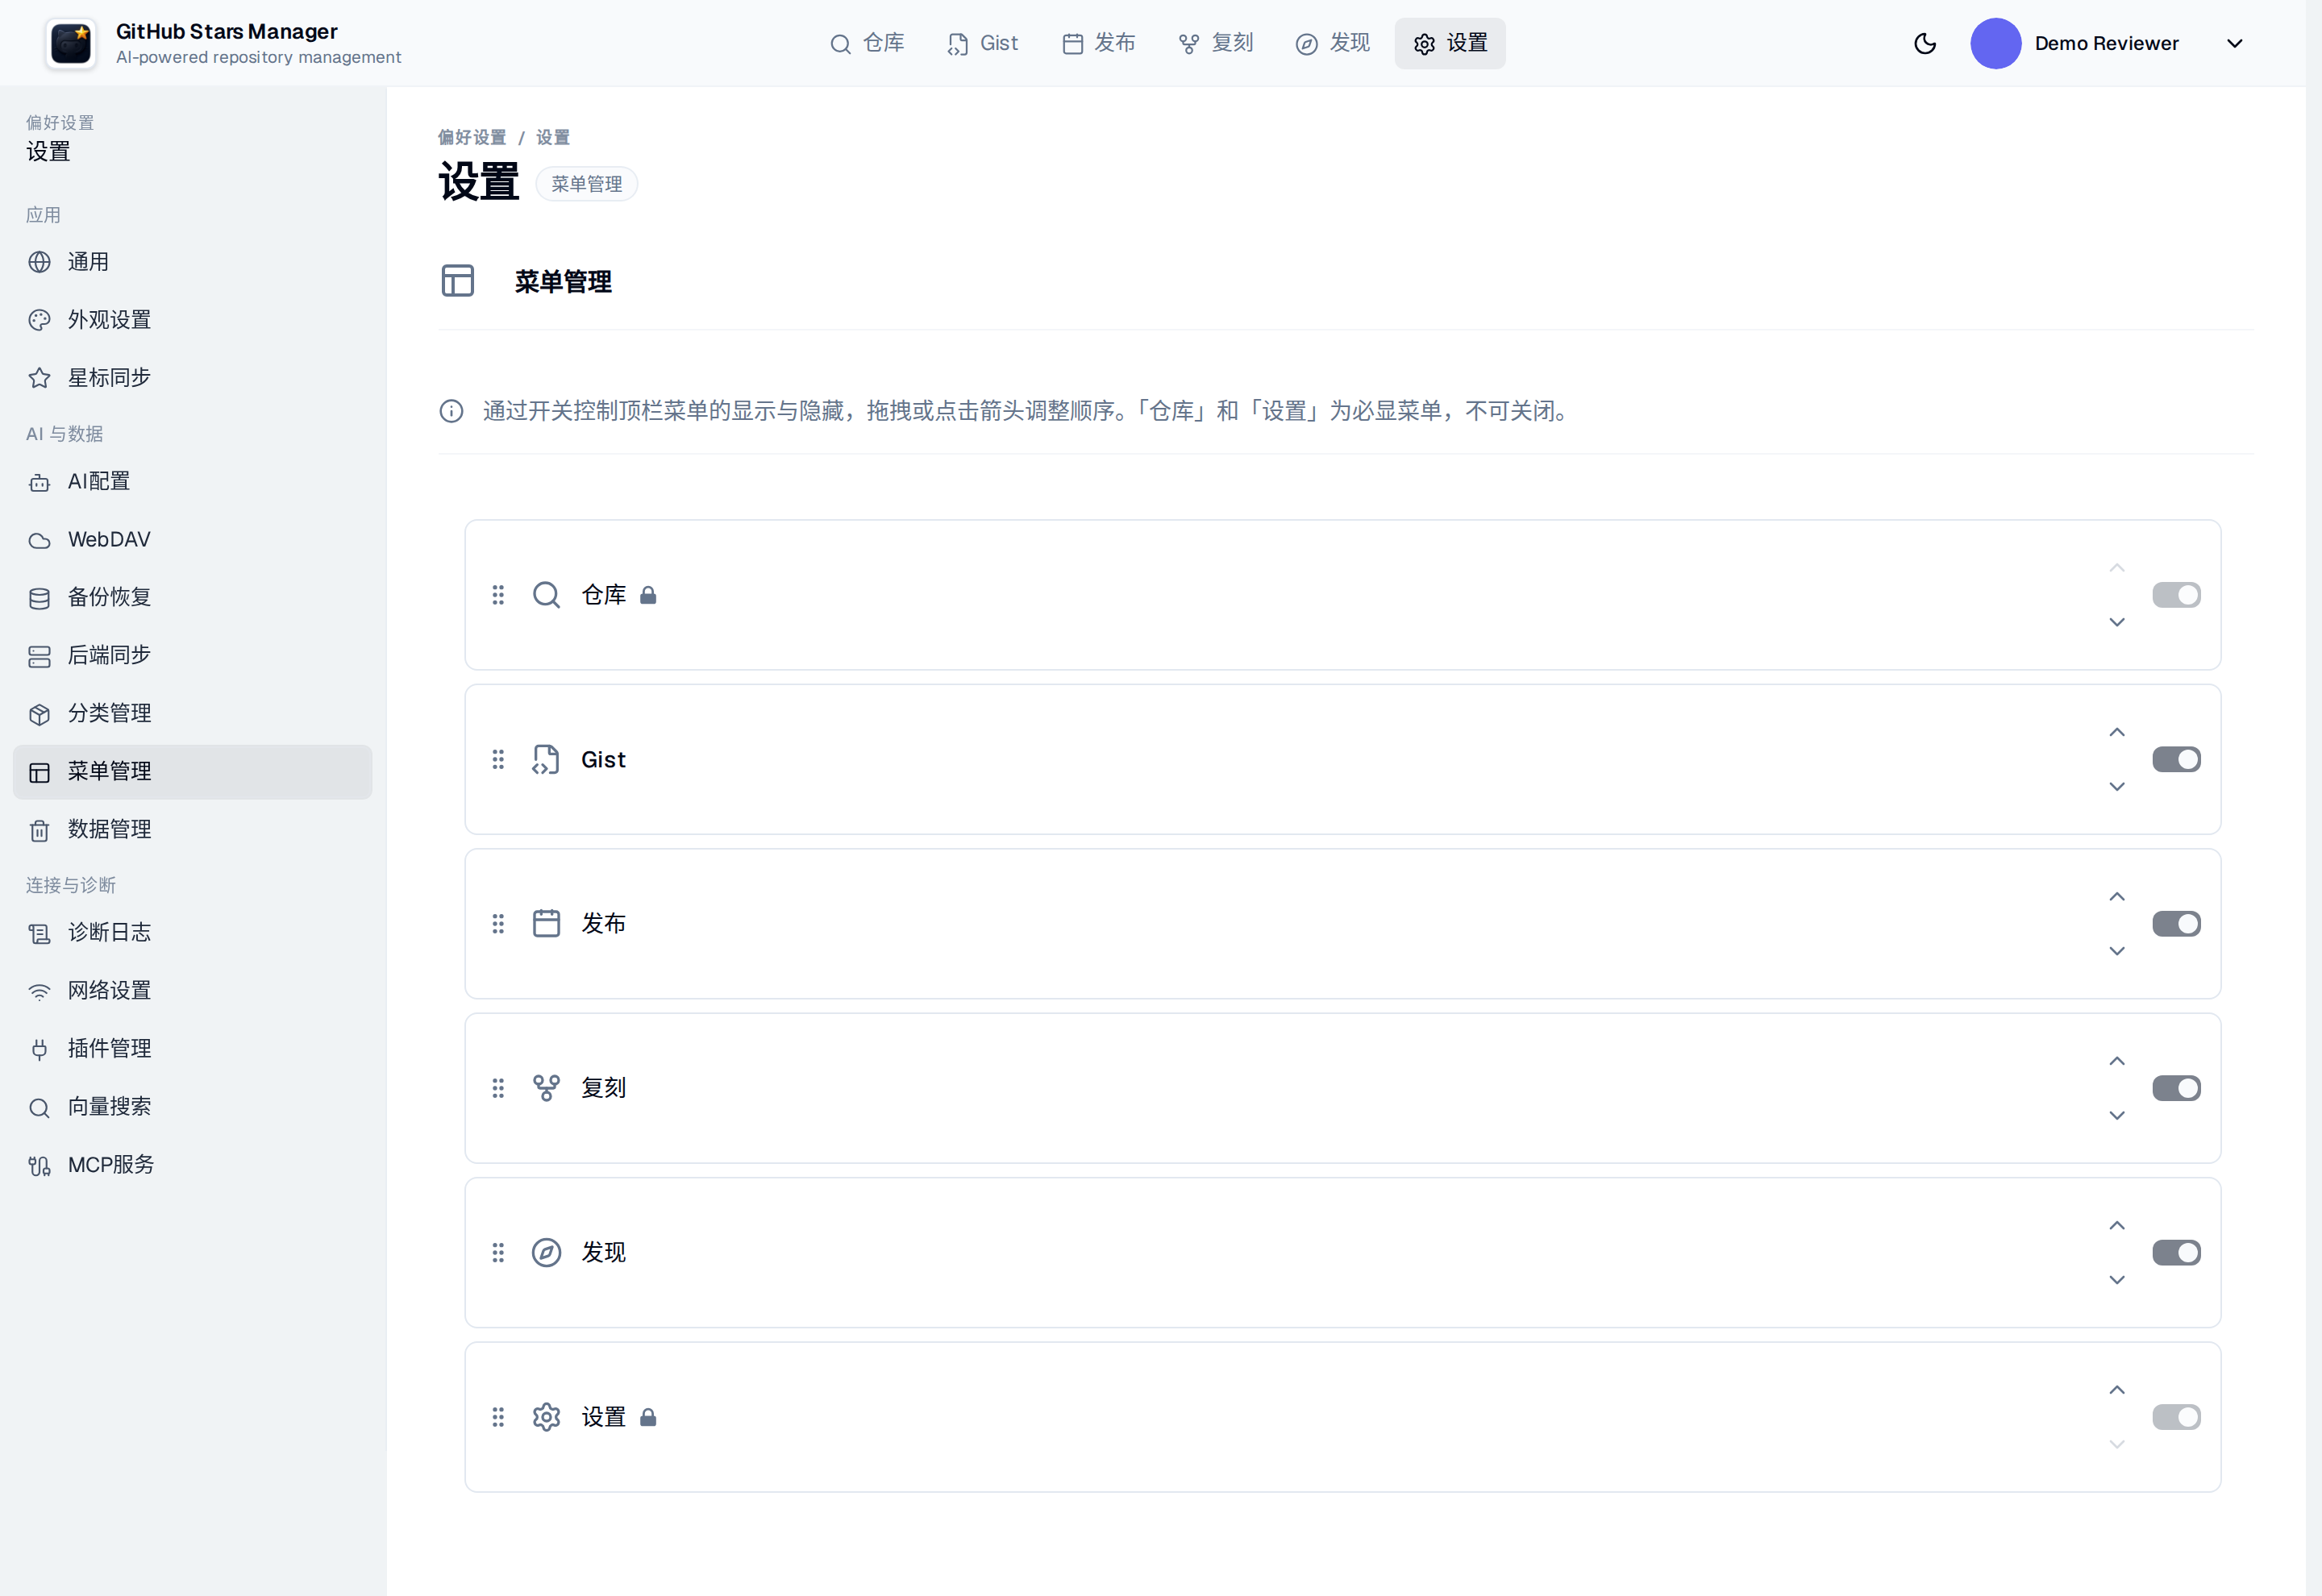 GitHub Stars Manager
AI-powered repository management
仓库
Gist
发布
复刻
发现
设置
Demo Reviewer
偏好设置
设置
应用
通用
外观设置
星标同步
AI 与数据
AI配置
WebDAV
备份恢复
后端同步
分类管理
菜单管理
数据管理
连接与诊断
诊断日志
网络设置
插件管理
向量搜索
MCP服务
偏好设置 / 设置
设置 菜单管理
菜单管理
通过开关控制顶栏菜单的显示与隐藏，拖拽或点击箭头调整顺序。「仓库」和「设置」为必显菜单，不可关闭。
仓库
Gist
发布
复刻
发现
设置